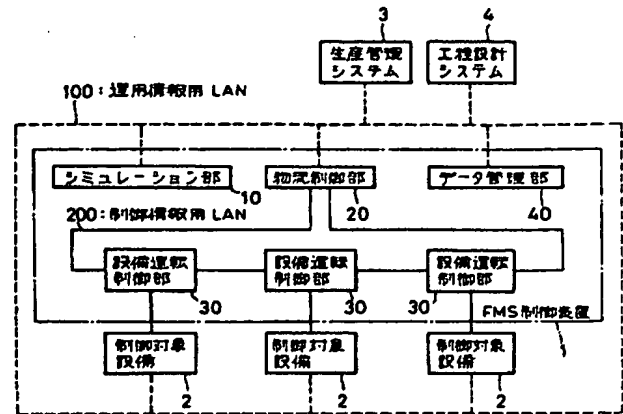 3
4
生産管理
システム
工程設計
システム
100:運用情報用 LAN
シミュレーション部
物流制御部
データ管理部
10
20
40
200:制御情報用 LAN
設備運転
制御部
設備運転
制御部
設備運転
制御部
30
30
30
FMS制御装置
制御対象
設備
制御対象
設備
制御対象
設備
1
2
2
2